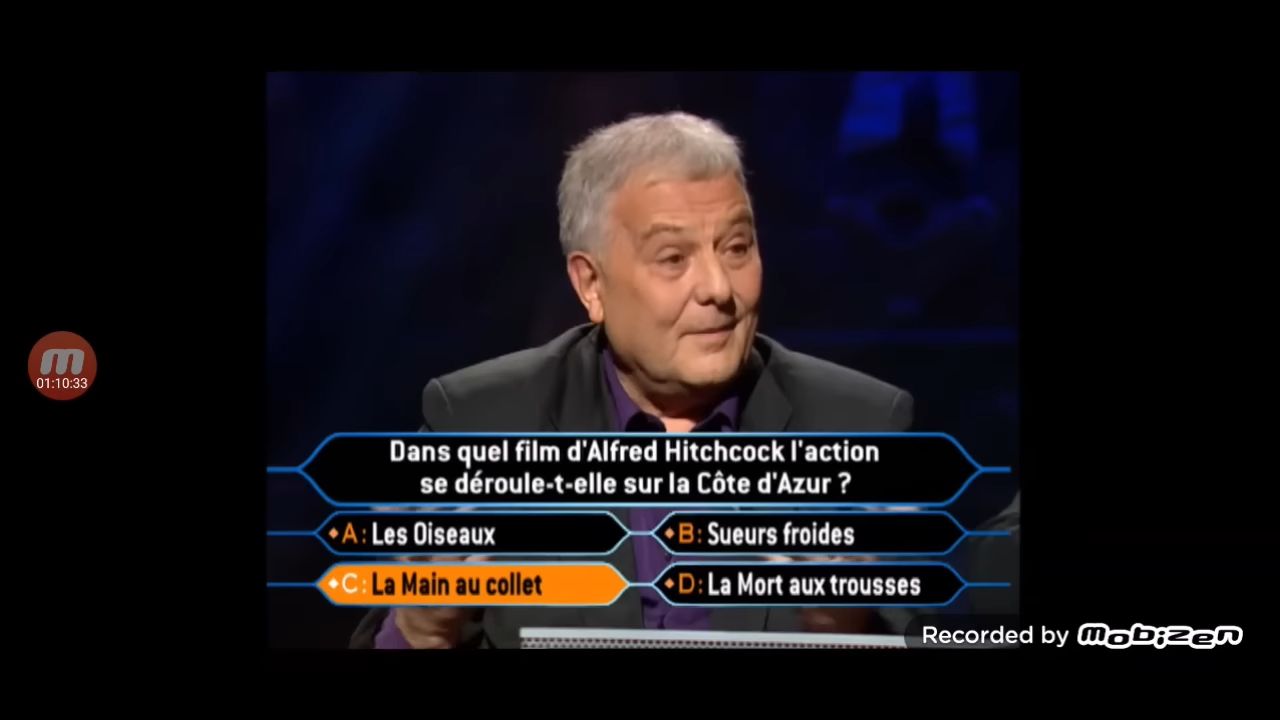 Dans quel film d'Alfred Hitchcock l'action
se déroule-t-elle sur la Côte d'Azur ?
A: Les Oiseaux
B: Sueurs froides
C: La Main au collet
D: La Mort aux trousses
01:10:33
Recorded by mobizen